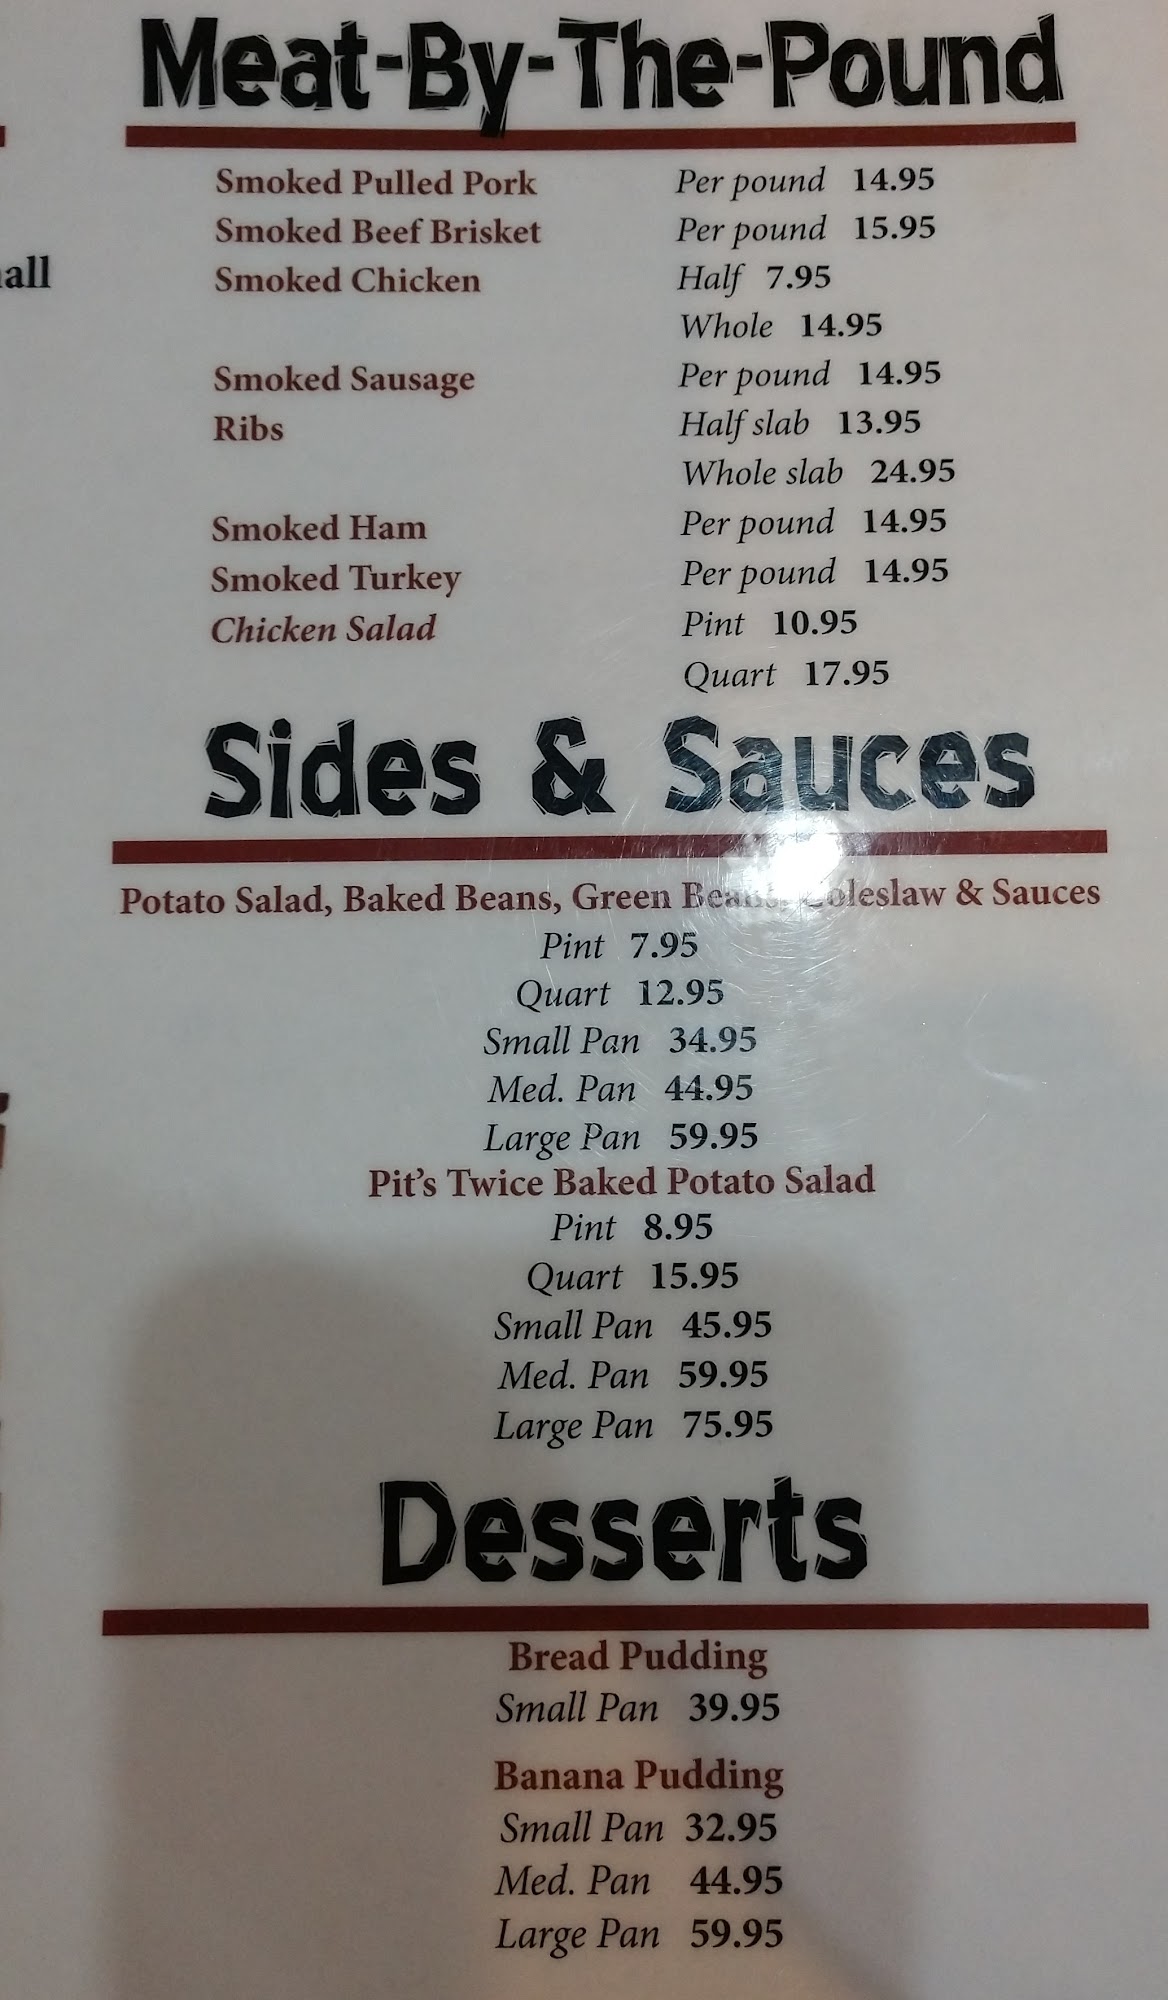 Meat-By-The-Pound
Smoked Pulled Pork Per pound 14.95
Smoked Beef Brisket Per pound 15.95
Smoked Chicken Half 7.95
Whole 14.95
Smoked Sausage Per pound 14.95
Ribs Half slab 13.95
Whole slab 24.95
Smoked Ham Per pound 14.95
Smoked Turkey Per pound 14.95
Chicken Salad Pint 10.95
Quart 17.95
Sides & Sauces
Potato Salad, Baked Beans, Green Beans, Coleslaw & Sauces
Pint 7.95
Quart 12.95
Small Pan 34.95
Med. Pan 44.95
Large Pan 59.95
Pit's Twice Baked Potato Salad
Pint 8.95
Quart 15.95
Small Pan 45.95
Med. Pan 59.95
Large Pan 75.95
Desserts
Bread Pudding
Small Pan 39.95
Banana Pudding
Small Pan 32.95
Med. Pan 44.95
Large Pan 59.95